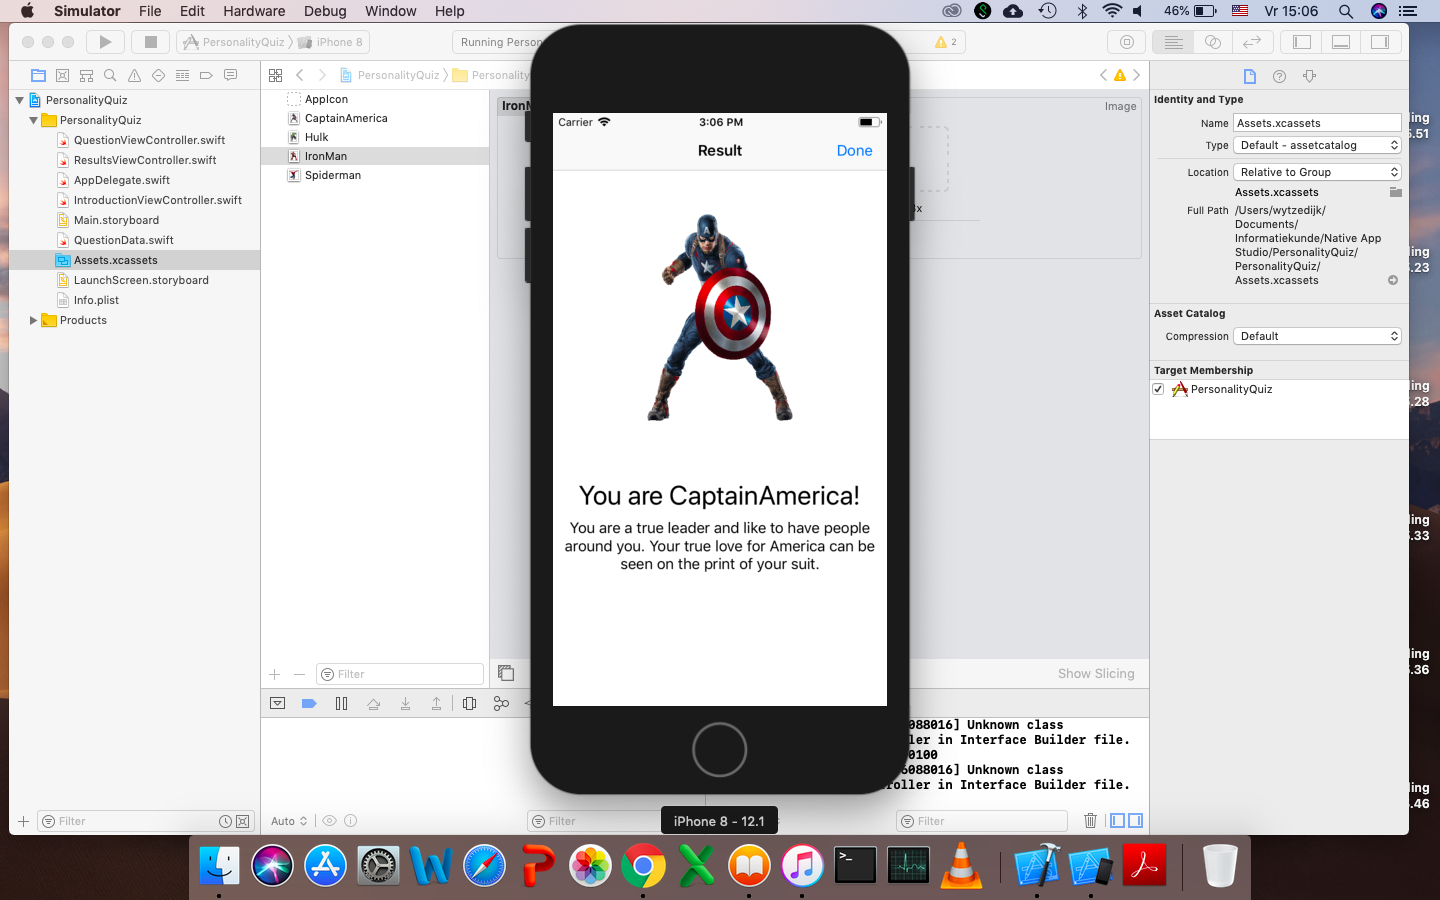 Simulator File Edit Hardware Debug Window Help 46% Vr 15:06
PersonalityQuiz iPhone 8 Running Person 2
PersonalityQuiz Personality
PersonalityQuiz
PersonalityQuiz
QuestionViewController.swift
ResultsViewController.swift
AppDelegate.swift
IntroductionViewController.swift
Main.storyboard
QuestionData.swift
Assets.xcassets
LaunchScreen.storyboard
Info.plist
Products
Filter
AppIcon
CaptainAmerica
Hulk
IronMan
Spiderman
Filter
IronM
Image
3x
Show Slicing
Carrier 3:06 PM
Result Done
You are CaptainAmerica!
You are a true leader and like to have people
around you. Your true love for America can be
seen on the print of your suit.
iPhone 8 - 12.1
088016] Unknown class
ller in Interface Builder file.
0100
6088016] Unknown class
roller in Interface Builder file.
Auto
Filter
Filter
Identity and Type
Name Assets.xcassets
Type Default - assetcatalog
Location Relative to Group
Assets.xcassets
Full Path /Users/wytzedijk/
Documents/
Informatiekunde/Native App
Studio/PersonalityQuiz/
PersonalityQuiz/
Assets.xcassets
Asset Catalog
Compression Default
Target Membership
PersonalityQuiz
ing
.51
ing
.23
ing
.28
ing
.33
ing
.36
ing
.46